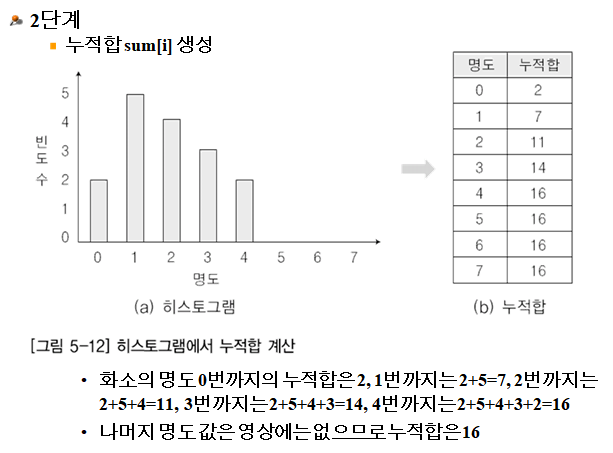 2단계
누적합 sum[i] 생성
명도 누적합
0 2
1 7
2 11
3 14
4 16
5 16
6 16
7 16
빈도수
5
4
3
2
1
0
0 1 2 3 4 5 6 7
명도
(a) 히스토그램
(b) 누적합
[그림 5-12] 히스토그램에서 누적합 계산
• 화소의 명도 0번까지의 누적합은 2, 1번까지는 2+5=7, 2번까지는
2+5+4=11, 3번까지는 2+5+4+3=14, 4번까지는 2+5+4+3+2=16
• 나머지 명도 값은 영상에는 없으므로 누적합은 16